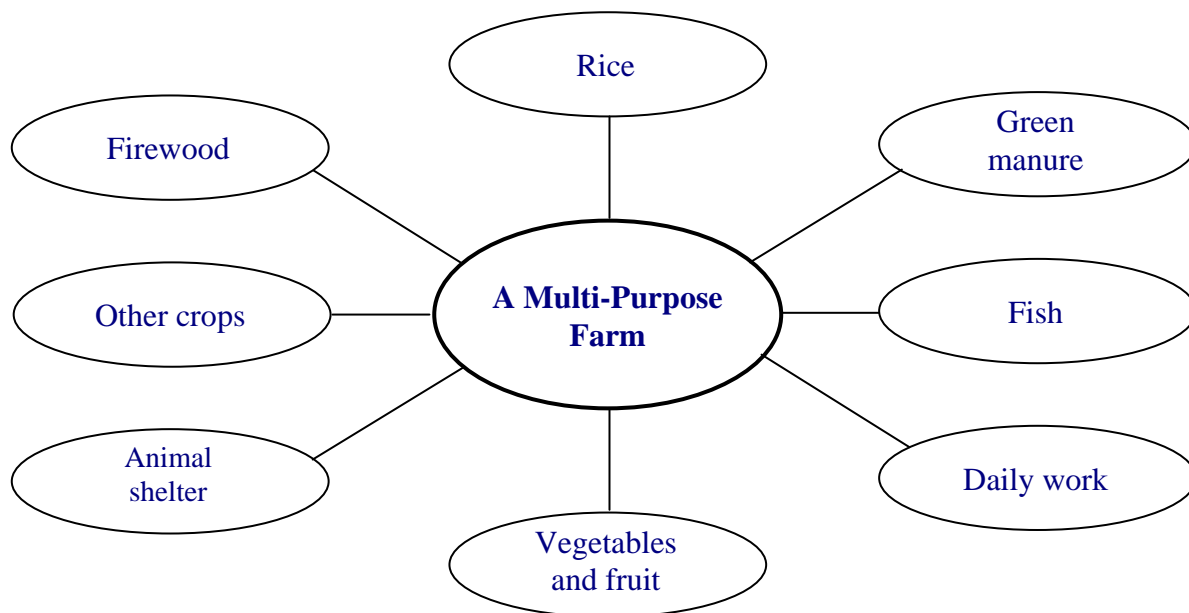 Rice
Green
manure
Firewood
A Multi-Purpose
Farm
Other crops
Fish
Animal
shelter
Daily work
Vegetables
and fruit